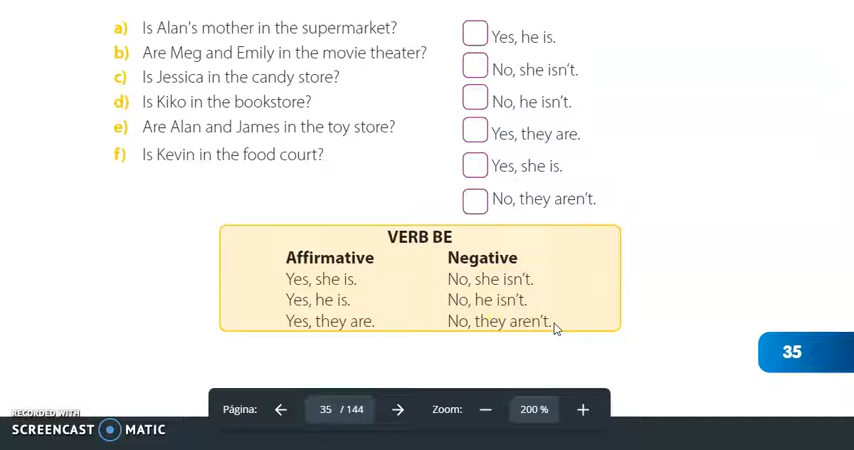 a) Is Alan's mother in the supermarket?
b) Are Meg and Emily in the movie theater?
c) Is Jessica in the candy store?
d) Is Kiko in the bookstore?
e) Are Alan and James in the toy store?
f) Is Kevin in the food court?
Yes, he is.
No, she isn't.
No, he isn't.
Yes, they are.
Yes, she is.
No, they aren't.
VERB BE
Affirmative Negative
Yes, she is. No, she isn't.
Yes, he is. No, he isn't.
Yes, they are. No, they aren't.
35
Página: 35 / 144 Zoom: 200 %
RECORDED WITH
SCREENCAST MATIC